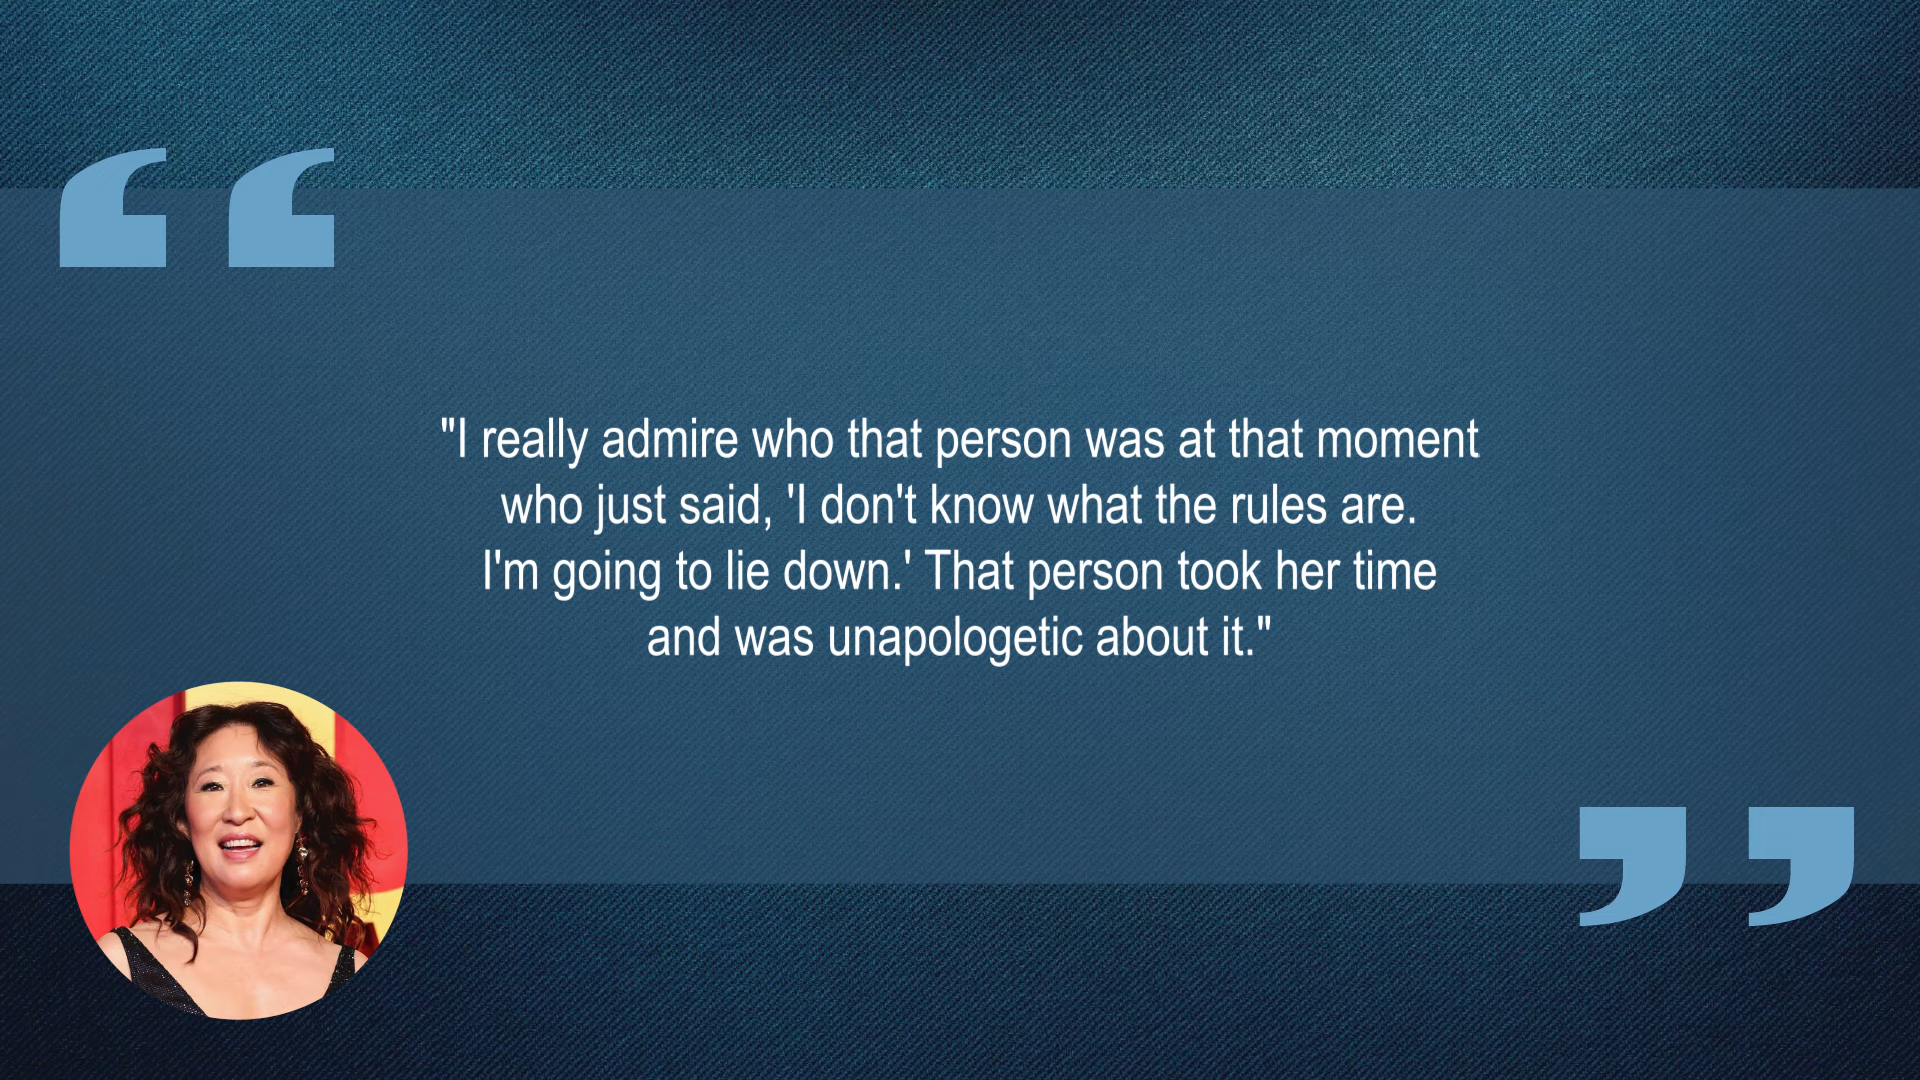 "I really admire who that person was at that moment
who just said, 'I don't know what the rules are.
I'm going to lie down.' That person took her time
and was unapologetic about it."